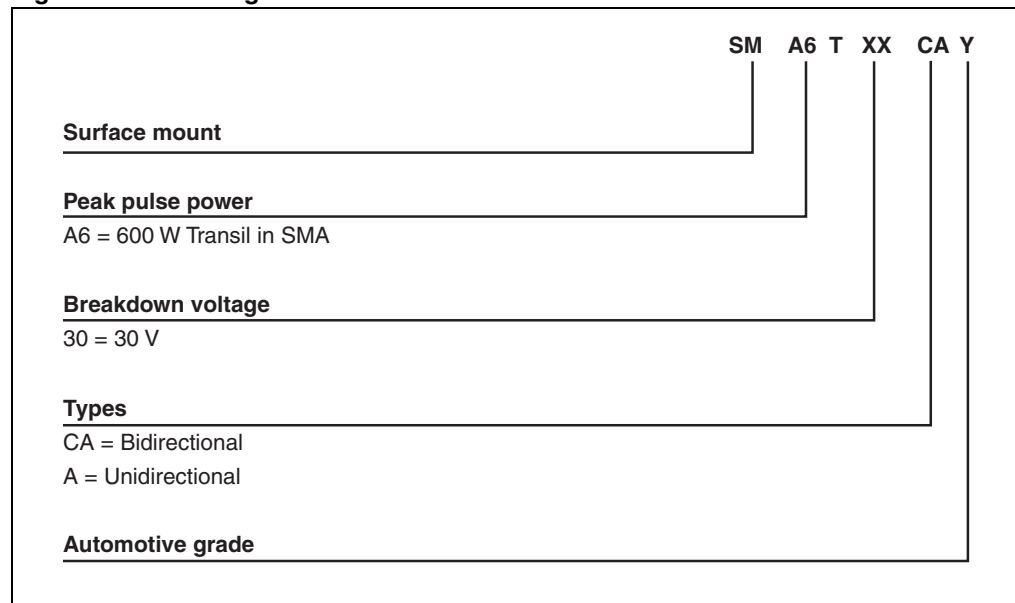 SM A6 T XX CA Y
Surface mount
Peak pulse power
A6 = 600 W Transil in SMA
Breakdown voltage
30 = 30 V
Types
CA = Bidirectional
A = Unidirectional
Automotive grade